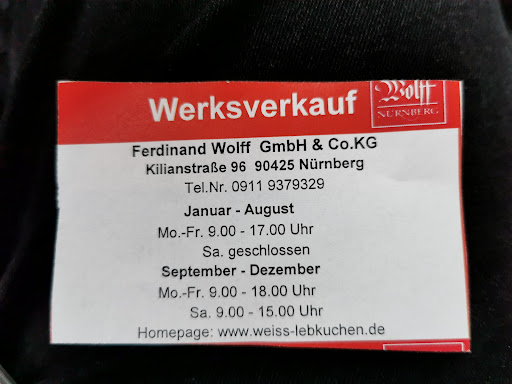 Werksverkauf
Wolff
NÜRNBERG
Ferdinand Wolff GmbH & Co.KG
Kilianstraße 96 90425 Nürnberg
Tel.Nr. 0911 9379329
Januar - August
Mo.-Fr. 9.00 - 17.00 Uhr
Sa. geschlossen
September - Dezember
Mo.-Fr. 9.00 - 18.00 Uhr
Sa. 9.00 - 15.00 Uhr
Homepage: www.weiss-lebkuchen.de